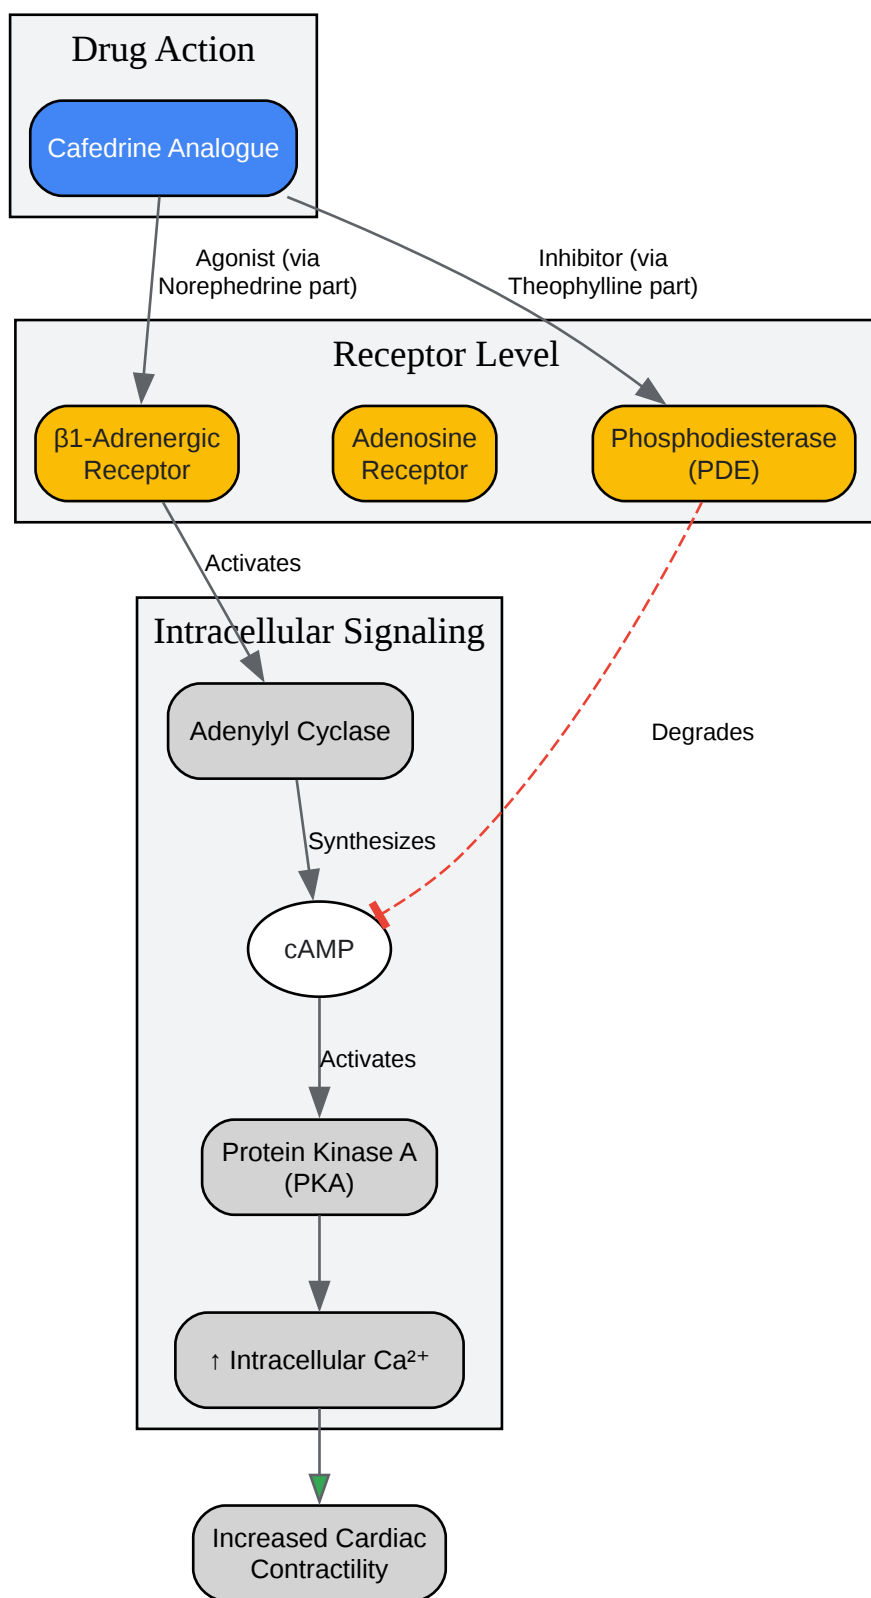 Drug Action
Cafedrine Analogue
Agonist (via
Norephedrine part)
Inhibitor (via
Theophylline part)
Receptor Level
β1-Adrenergic
Receptor
Adenosine
Receptor
Phosphodiesterase
(PDE)
Activates
Intracellular Signaling
Adenylyl Cyclase
Degrades
Synthesizes
cAMP
Activates
Protein Kinase A
(PKA)
↑ Intracellular Ca²⁺
Increased Cardiac
Contractility